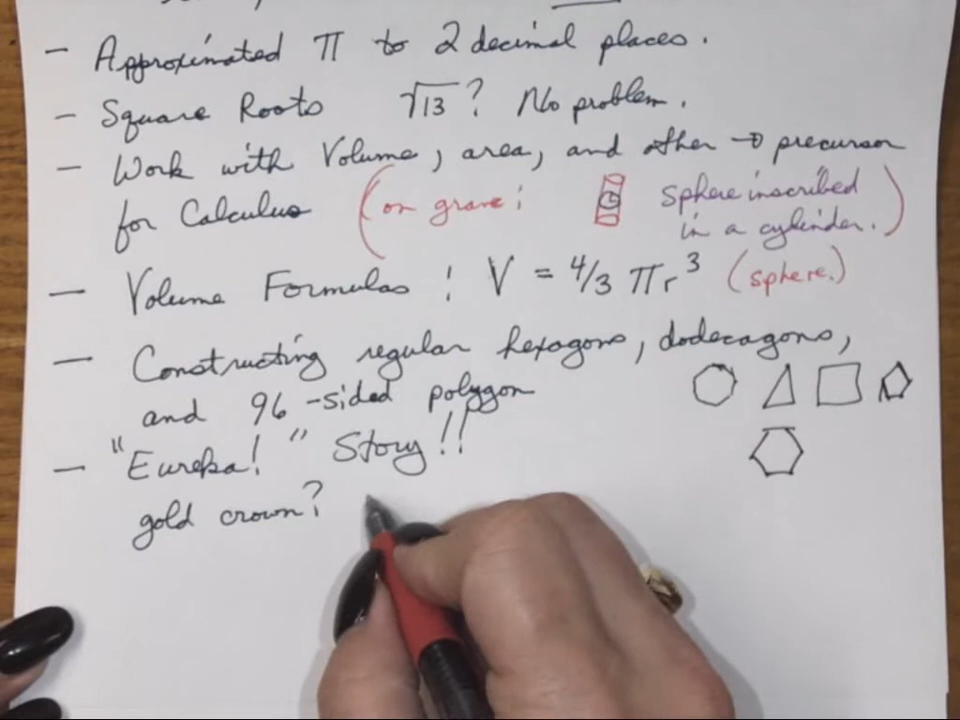 - Approximated π to 2 decimal places.
- Square Roots √13? No problem.
- Work with Volume, area, and other → precursor
for Calculus (on grave: sphere inscribed
in a cylinder.)
- Volume Formulas! V = 4/3 πr³ (sphere.)
- Constructing regular hexagons, dodecagons,
and 96-sided polygon
- "Eureka!" Story!!
gold crown?